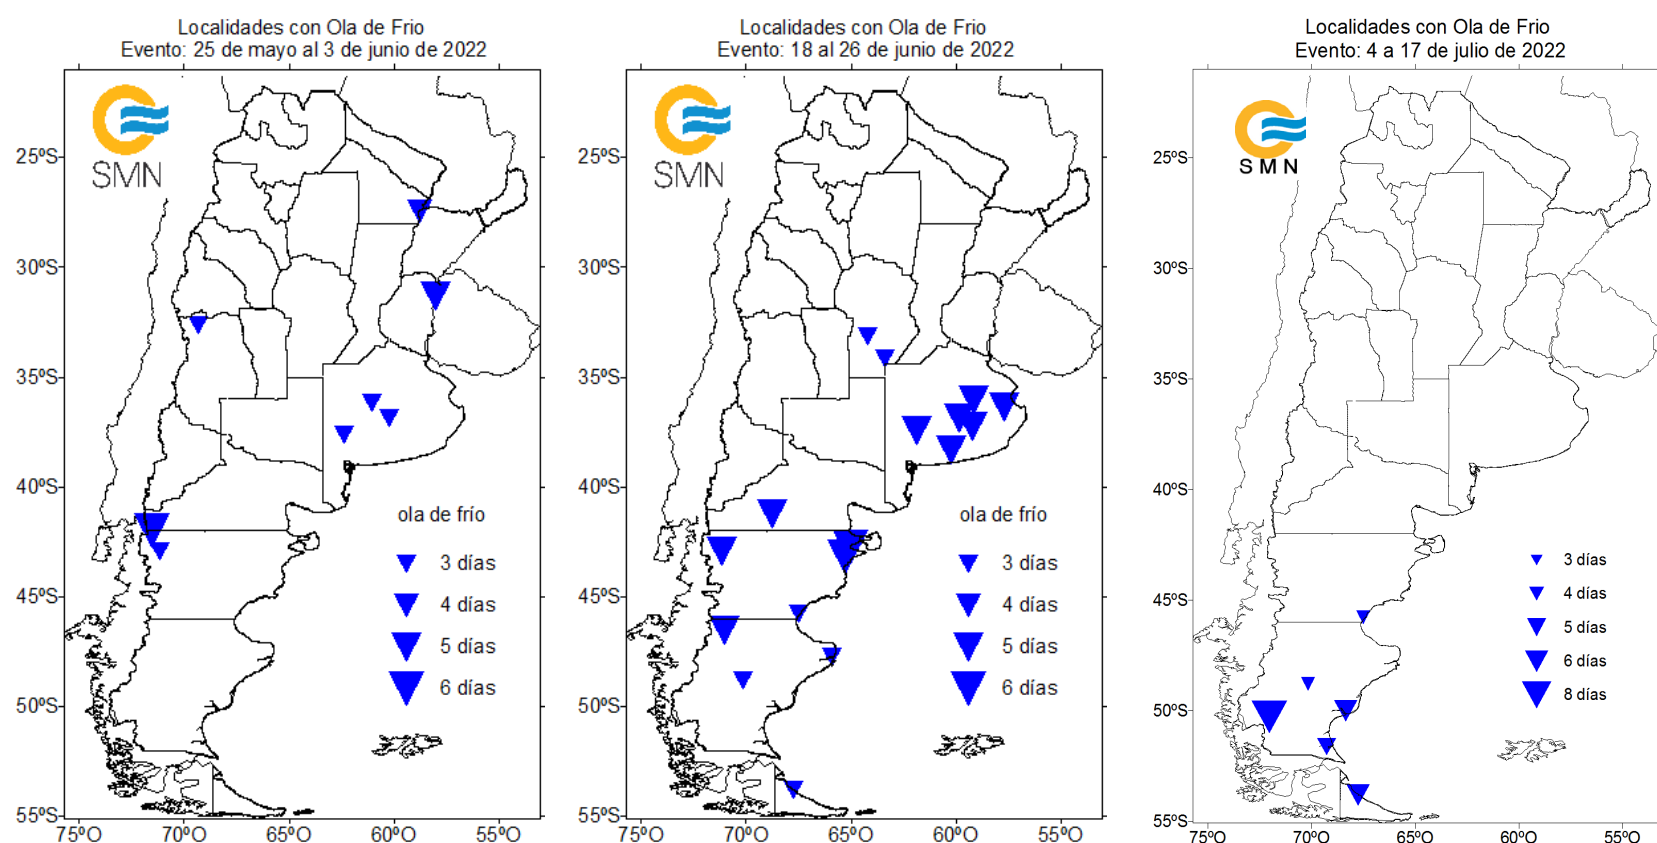 Localidades con Ola de Frio
Evento: 25 de mayo al 3 de junio de 2022
SMN
25ºS
30ºS
35ºS
40ºS
45ºS
50ºS
55ºS
75ºO 70ºO 65ºO 60ºO 55ºO
ola de frío
3 días
4 días
5 días
6 días
Localidades con Ola de Frio
Evento: 18 al 26 de junio de 2022
SMN
25ºS
30ºS
35ºS
40ºS
45ºS
50ºS
55ºS
75ºO 70ºO 65ºO 60ºO 55ºO
ola de frío
3 días
4 días
5 días
6 días
Localidades con Ola de Frio
Evento: 4 a 17 de julio de 2022
SMN
25ºS
30ºS
35ºS
40ºS
45ºS
50ºS
55ºS
75ºO 70ºO 65ºO 60ºO 55ºO
3 días
4 días
5 días
6 días
8 días